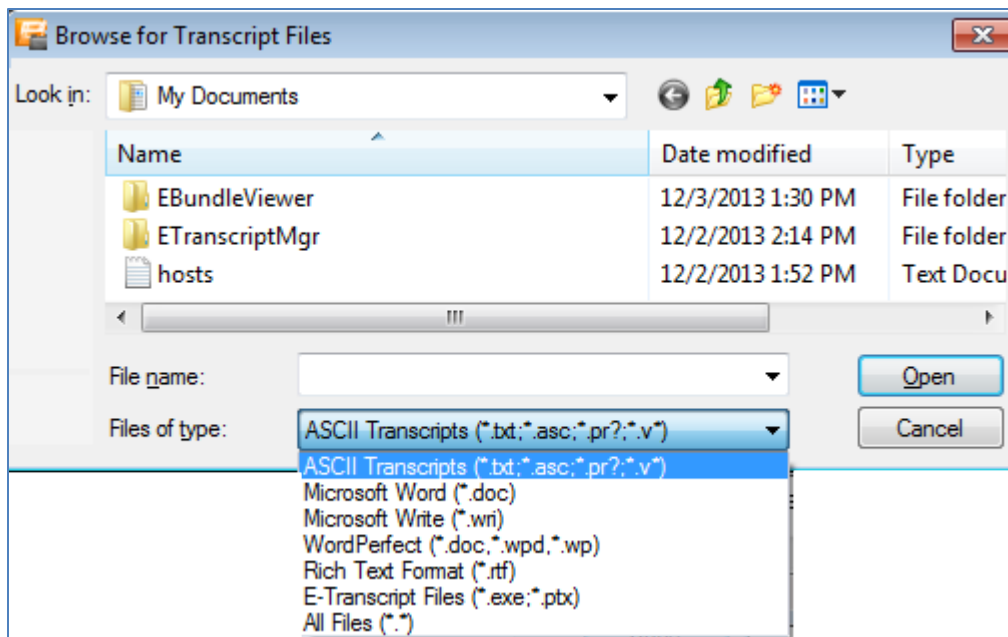 Browse for Transcript Files
Look in: My Documents
Name Date modified Type
EBundleViewer 12/3/2013 1:30 PM File folder
ETranscriptMgr 12/2/2013 2:14 PM File folder
hosts 12/2/2013 1:52 PM Text Docu
File name: Open
Files of type: ASCII Transcripts (*.txt;*.asc;*.pr?;*.v*) Cancel
ASCII Transcripts (*.txt;*.asc;*.pr?;*.v*)
Microsoft Word (*.doc)
Microsoft Write (*.wri)
WordPerfect (*.doc,*.wpd,*.wp)
Rich Text Format (*.rtf)
E-Transcript Files (*.exe;*.ptx)
All Files (*.*)